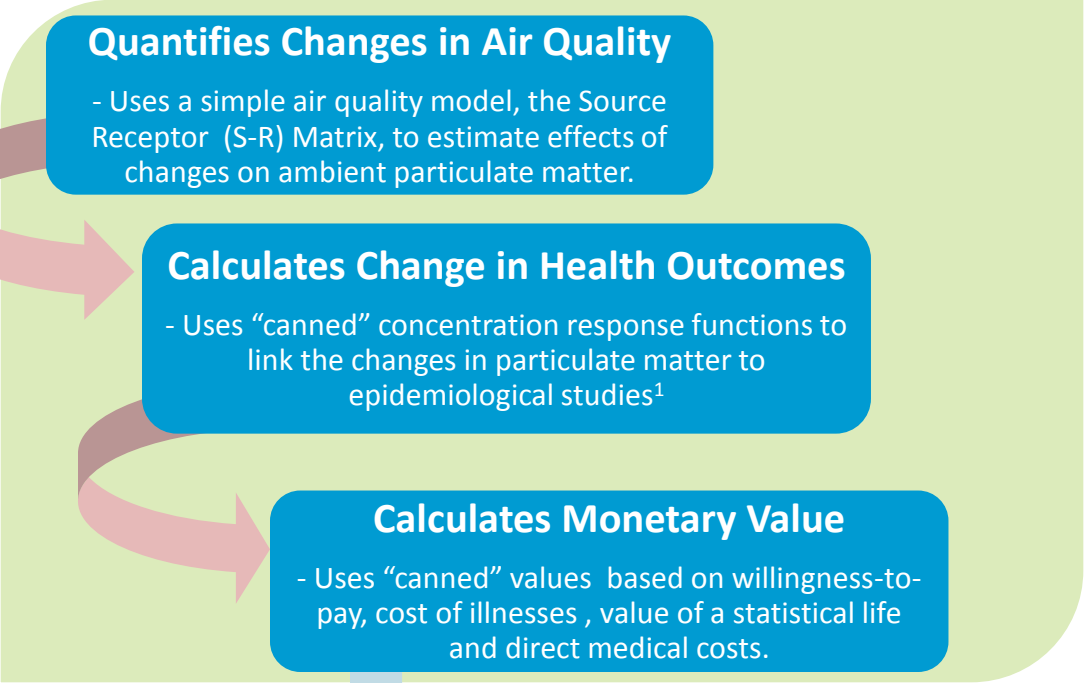 Quantifies Changes in Air Quality
- Uses a simple air quality model, the Source
Receptor  (S-R) Matrix, to estimate effects of
changes on ambient particulate matter.
Calculates Change in Health Outcomes
- Uses “canned” concentration response functions to
link the changes in particulate matter to
epidemiological studies¹
Calculates Monetary Value
- Uses “canned” values  based on willingness-to-
pay, cost of illnesses , value of a statistical life
and direct medical costs.